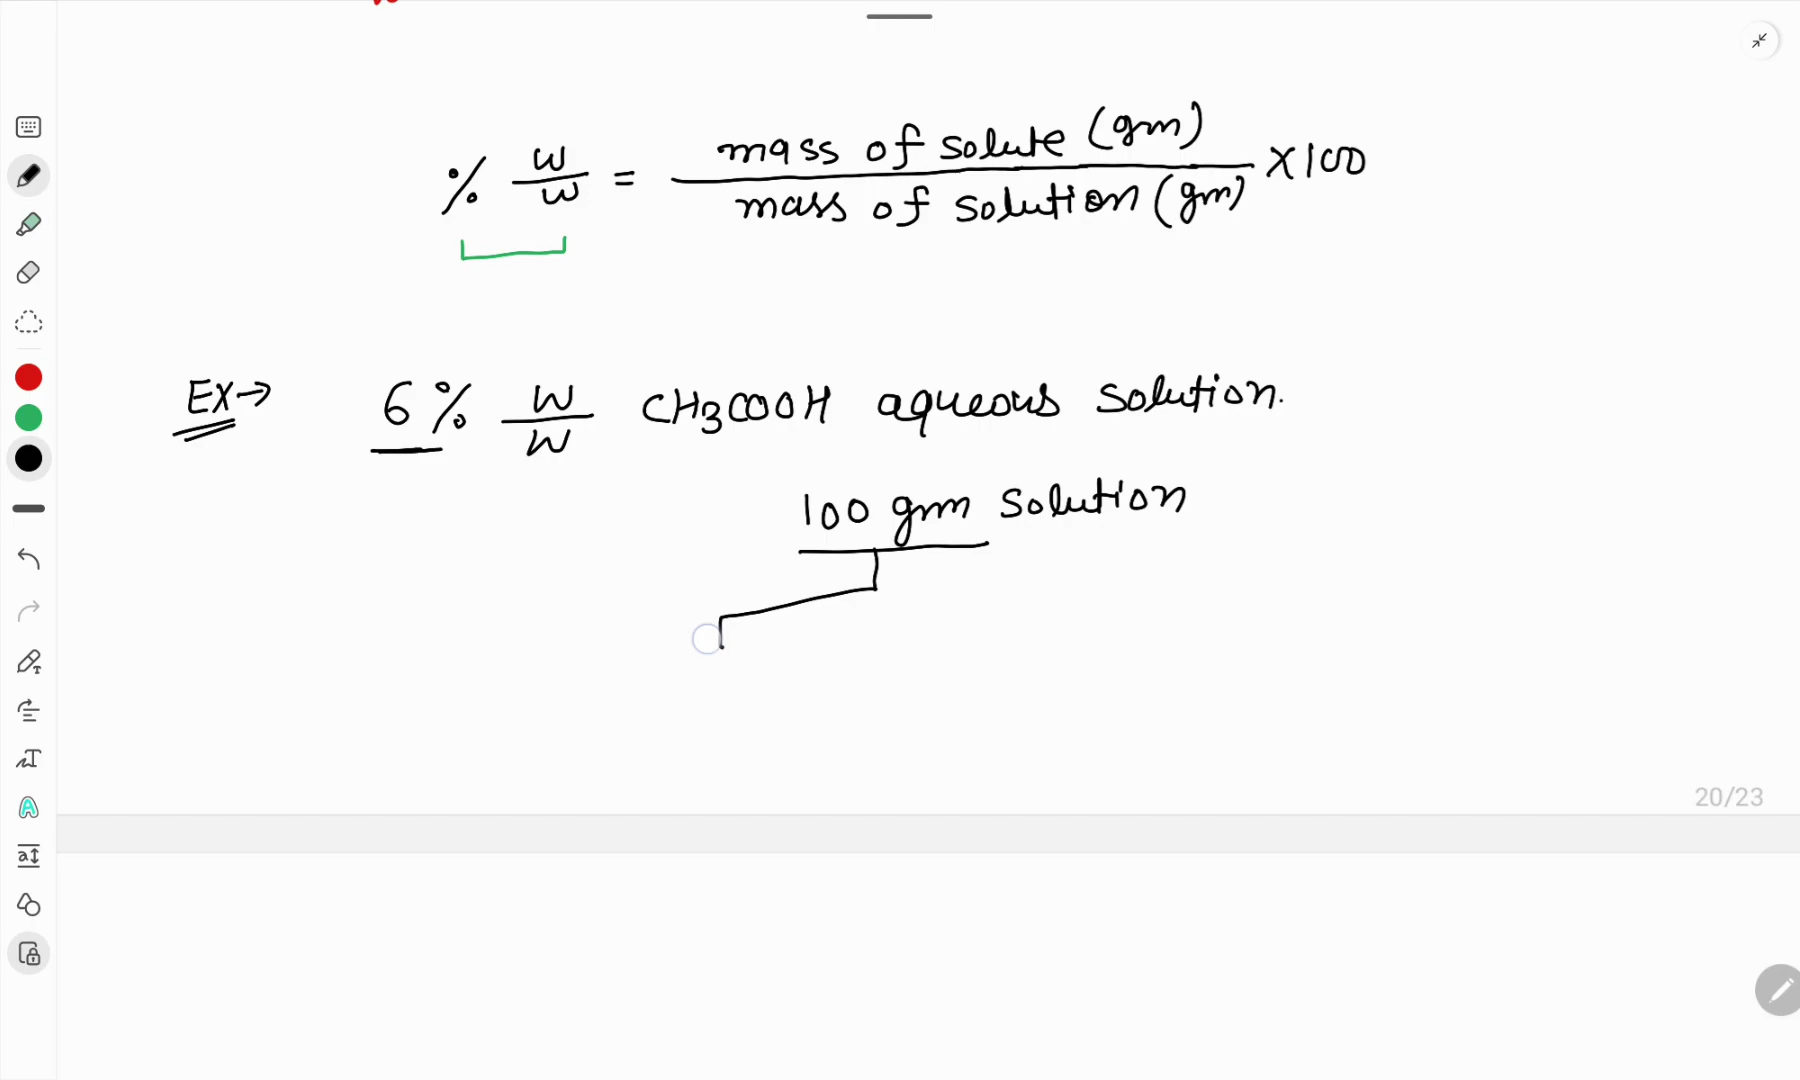 % w/w = mass of solute (gm) / mass of solution (gm) × 100
EX → 6 % W/W CH3COOH aqueous solution.
100 gm solution
20/23